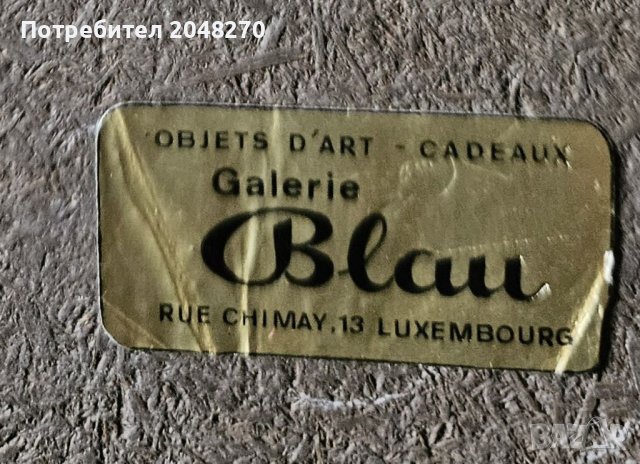 Потребител 2048270
OBJETS D'ART - CADEAUX
Galerie
Blau
RUE CHIMAY, 13 LUXEMBOURG